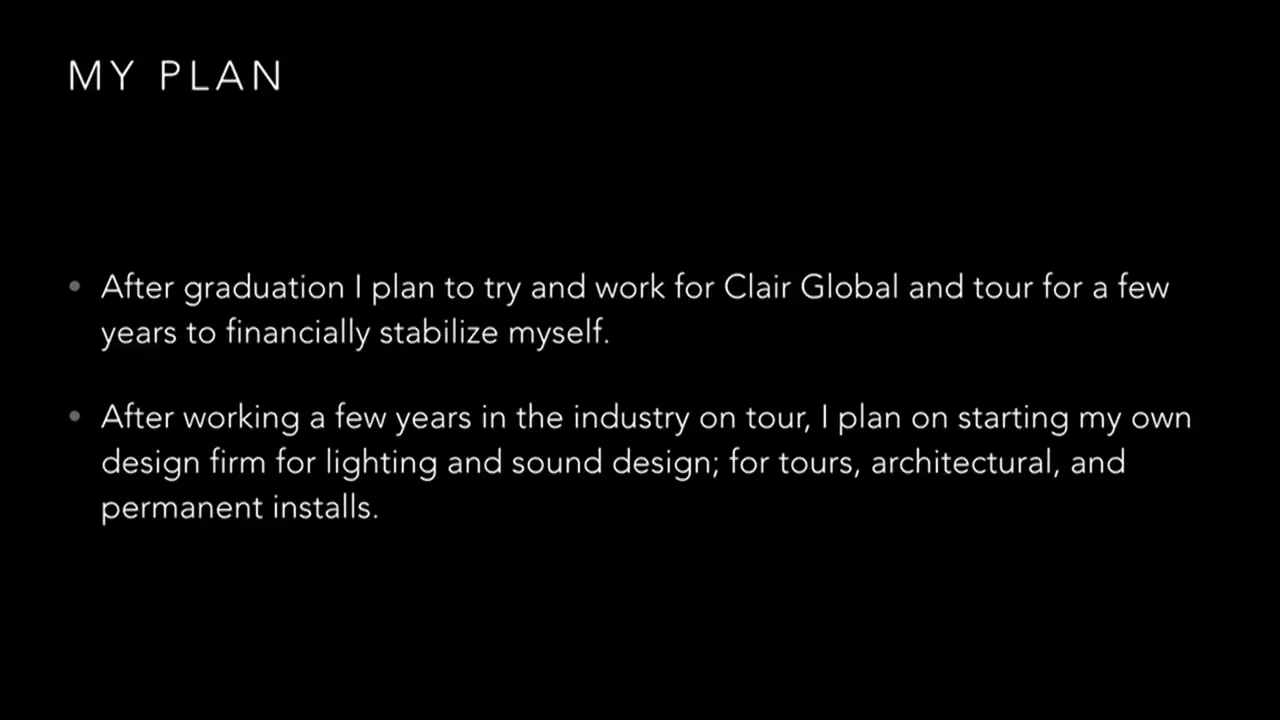 MY PLAN
• After graduation I plan to try and work for Clair Global and tour for a few
years to financially stabilize myself.
• After working a few years in the industry on tour, I plan on starting my own
design firm for lighting and sound design; for tours, architectural, and
permanent installs.